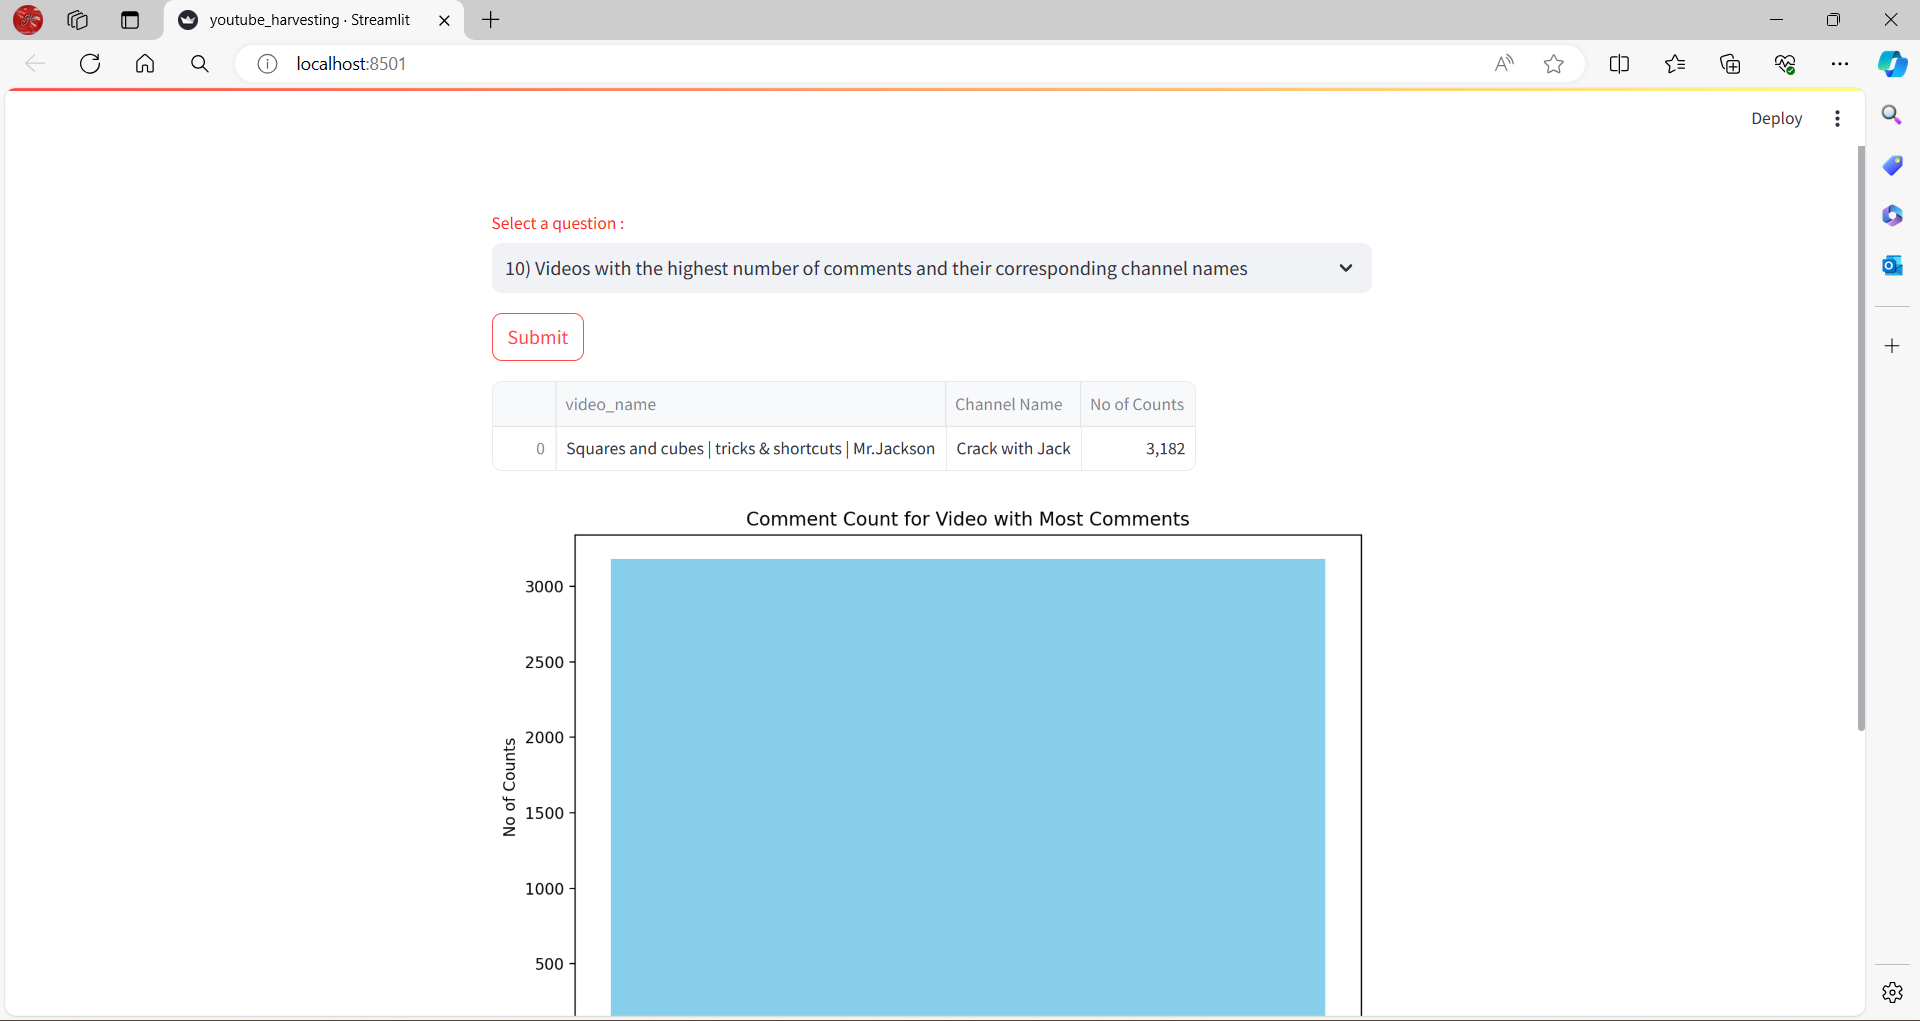 youtube_harvesting · Streamlit
localhost:8501
Deploy
Select a question :
10) Videos with the highest number of comments and their corresponding channel names
Submit
video_name Channel Name No of Counts
0 Squares and cubes | tricks & shortcuts | Mr.Jackson Crack with Jack 3,182
Comment Count for Video with Most Comments
3000
2500
2000
1500
1000
500
No of Counts